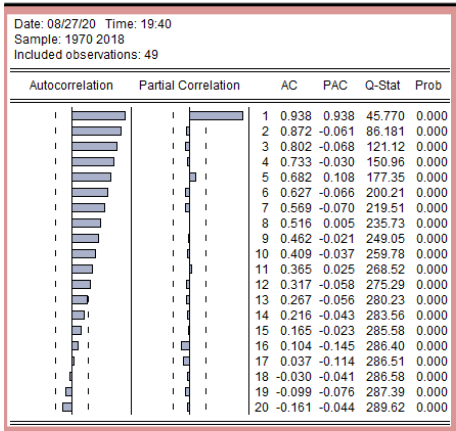 Date: 08/27/20 Time: 19:40
Sample: 1970 2018
Included observations: 49
Autocorrelation Partial Correlation AC PAC Q-Stat Prob
1 0.938 0.938 45.770 0.000
2 0.872 -0.061 86.181 0.000
3 0.802 -0.068 121.12 0.000
4 0.733 -0.030 150.96 0.000
5 0.682 0.108 177.35 0.000
6 0.627 -0.066 200.21 0.000
7 0.569 -0.070 219.51 0.000
8 0.516 0.005 235.73 0.000
9 0.462 -0.021 249.05 0.000
10 0.409 -0.037 259.78 0.000
11 0.365 0.025 268.52 0.000
12 0.317 -0.058 275.29 0.000
13 0.267 -0.056 280.23 0.000
14 0.216 -0.043 283.56 0.000
15 0.165 -0.023 285.58 0.000
16 0.104 -0.145 286.40 0.000
17 0.037 -0.114 286.51 0.000
18 -0.030 -0.041 286.58 0.000
19 -0.099 -0.076 287.39 0.000
20 -0.161 -0.044 289.62 0.000